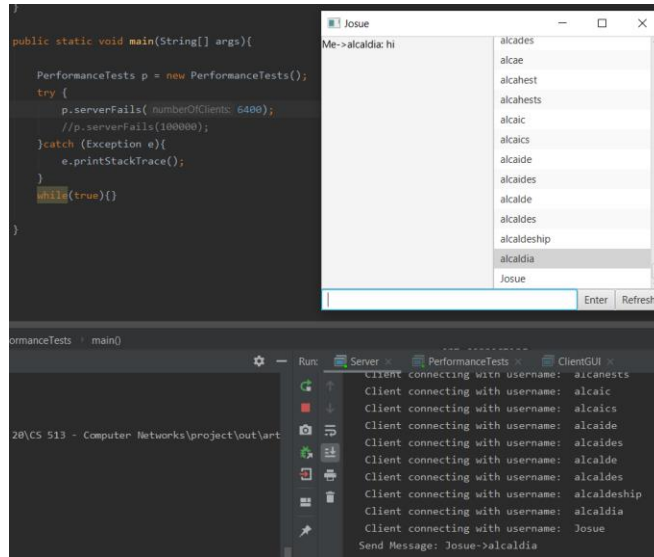 }
public static void main(String[] args){
PerformanceTests p = new PerformanceTests();
try {
p.serverFails( numberOfClients: 6400);
//p.serverFails(100000);
}catch (Exception e){
e.printStackTrace();
}
while(true){}
}
Josue
Me->alcaldia: hi
alcades
alcae
alcahest
alcahests
alcaic
alcaics
alcaide
alcaides
alcalde
alcaldes
alcaldeship
alcaldia
Josue
Enter Refresh
ormanceTests main()
Run: Server PerformanceTests ClientGUI
20\CS 513 - Computer Networks\project\out\art
Client connecting with username: alcahests
Client connecting with username: alcaic
Client connecting with username: alcaics
Client connecting with username: alcaide
Client connecting with username: alcaides
Client connecting with username: alcalde
Client connecting with username: alcaldes
Client connecting with username: alcaldeship
Client connecting with username: alcaldia
Client connecting with username: Josue
Send Message: Josue->alcaldia